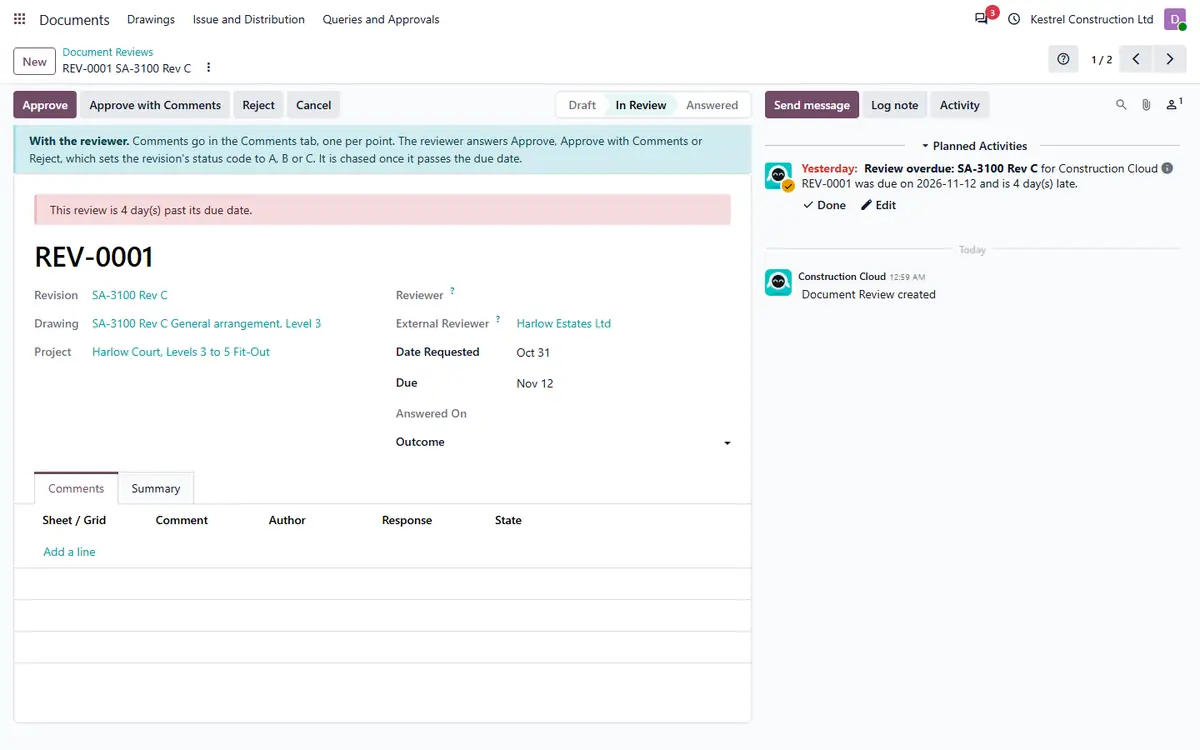 Documents Drawings Issue and Distribution Queries and Approvals 3 Kestrel Construction Ltd D
New
Document Reviews
REV-0001 SA-3100 Rev C
1 / 2
Approve Approve with Comments Reject Cancel Draft In Review Answered
With the reviewer. Comments go in the Comments tab, one per point. The reviewer answers Approve, Approve with Comments or
Reject, which sets the revision's status code to A, B or C. It is chased once it passes the due date.
This review is 4 day(s) past its due date.
REV-0001
Revision SA-3100 Rev C
Drawing SA-3100 Rev C General arrangement, Level 3
Project Harlow Court, Levels 3 to 5 Fit-Out
Reviewer ?
External Reviewer ? Harlow Estates Ltd
Date Requested Oct 31
Due Nov 12
Answered On
Outcome
Comments Summary
Sheet / Grid Comment Author Response State
Add a line
Send message Log note Activity 1
Planned Activities
Yesterday: Review overdue: SA-3100 Rev C for Construction Cloud
REV-0001 was due on 2026-11-12 and is 4 day(s) late.
Done Edit
Today
Construction Cloud 12:59 AM
Document Review created